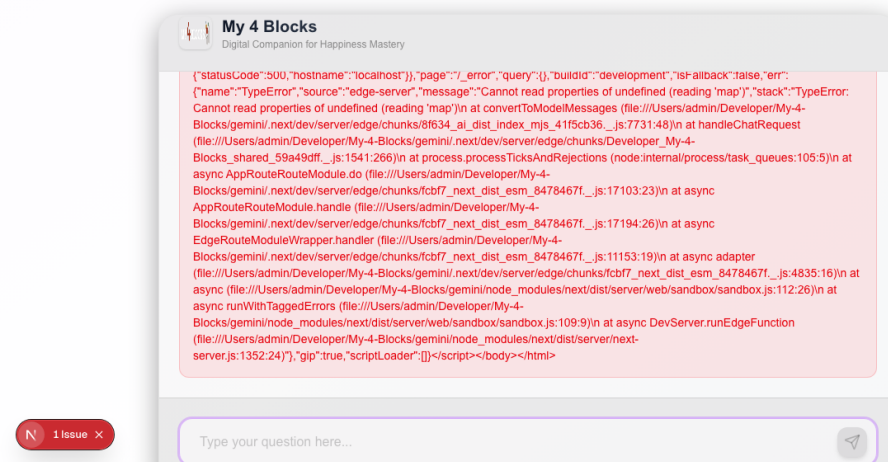 My 4 Blocks
Digital Companion for Happiness Mastery
{"statusCode":500,"hostname":"localhost"}},"page":"/_error","query":{},"buildId":"development","isFallback":false,"err":
{"name":"TypeError","source":"edge-server","message":"Cannot read properties of undefined (reading 'map')","stack":"TypeError:
Cannot read properties of undefined (reading 'map')\n at convertToModelMessages (file:///Users/admin/Developer/My-4-
Blocks/gemini/.next/dev/server/edge/chunks/8f634_ai_dist_index_mjs_41f5cb36._.js:7731:48)\n at handleChatRequest
(file:///Users/admin/Developer/My-4-Blocks/gemini/.next/dev/server/edge/chunks/Developer_My-4-
Blocks_shared_59a49dff._.js:1541:266)\n at process.processTicksAndRejections (node:internal/process/task_queues:105:5)\n at
async AppRouteRouteModule.do (file:///Users/admin/Developer/My-4-
Blocks/gemini/.next/dev/server/edge/chunks/fcbf7_next_dist_esm_8478467f._.js:17103:23)\n at async
AppRouteRouteModule.handle (file:///Users/admin/Developer/My-4-
Blocks/gemini/.next/dev/server/edge/chunks/fcbf7_next_dist_esm_8478467f._.js:17194:26)\n at async
EdgeRouteModuleWrapper.handler (file:///Users/admin/Developer/My-4-
Blocks/gemini/.next/dev/server/edge/chunks/fcbf7_next_dist_esm_8478467f._.js:11153:19)\n at async adapter
(file:///Users/admin/Developer/My-4-Blocks/gemini/.next/dev/server/edge/chunks/fcbf7_next_dist_esm_8478467f._.js:4835:16)\n at
async (file:///Users/admin/Developer/My-4-Blocks/gemini/node_modules/next/dist/server/web/sandbox/sandbox.js:112:26)\n at
async runWithTaggedErrors (file:///Users/admin/Developer/My-4-
Blocks/gemini/node_modules/next/dist/server/web/sandbox/sandbox.js:109:9)\n at async DevServer.runEdgeFunction
(file:///Users/admin/Developer/My-4-Blocks/gemini/node_modules/next/dist/server/next-
server.js:1352:24)"},"gip":true,"scriptLoader":[]}</script></body></html>
N 1 Issue
Type your question here...